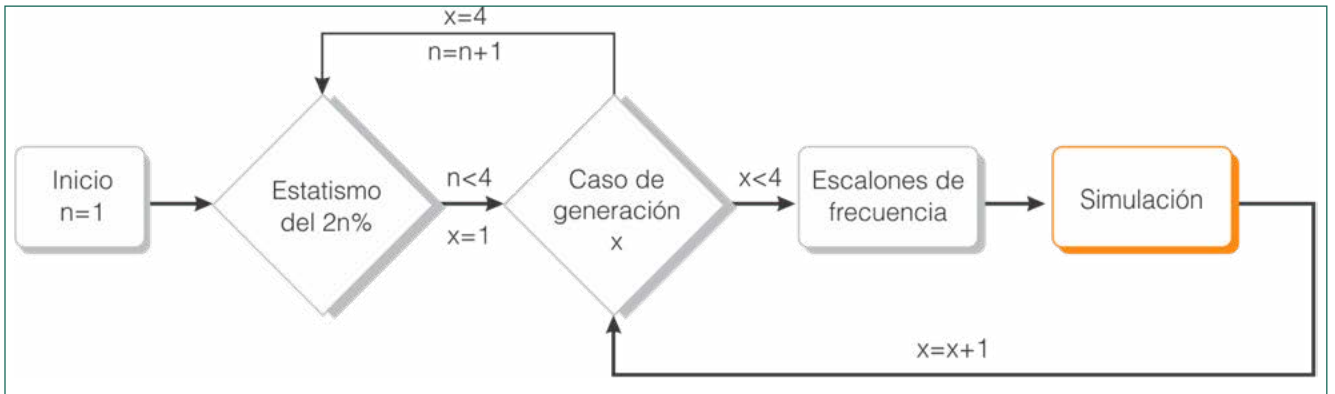 x=4
n=n+1
Inicio
n=1
Estatismo
del 2n%
n<4
x=1
Caso de
generación
x
x<4
Escalones de
frecuencia
Simulación
x=x+1